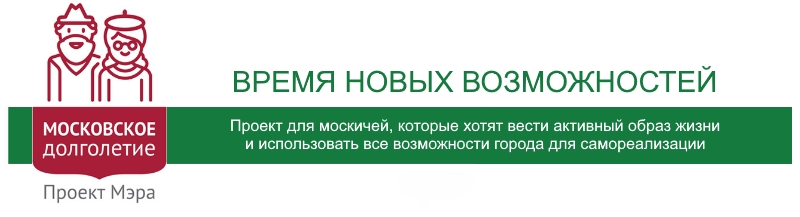 ВРЕМЯ НОВЫХ ВОЗМОЖНОСТЕЙ
МОСКОВСКОЕ
долголетие
Проект для москичей, которые хотят вести активный образ жизни
и использовать все возможности города для самореализации
Проект Мэра